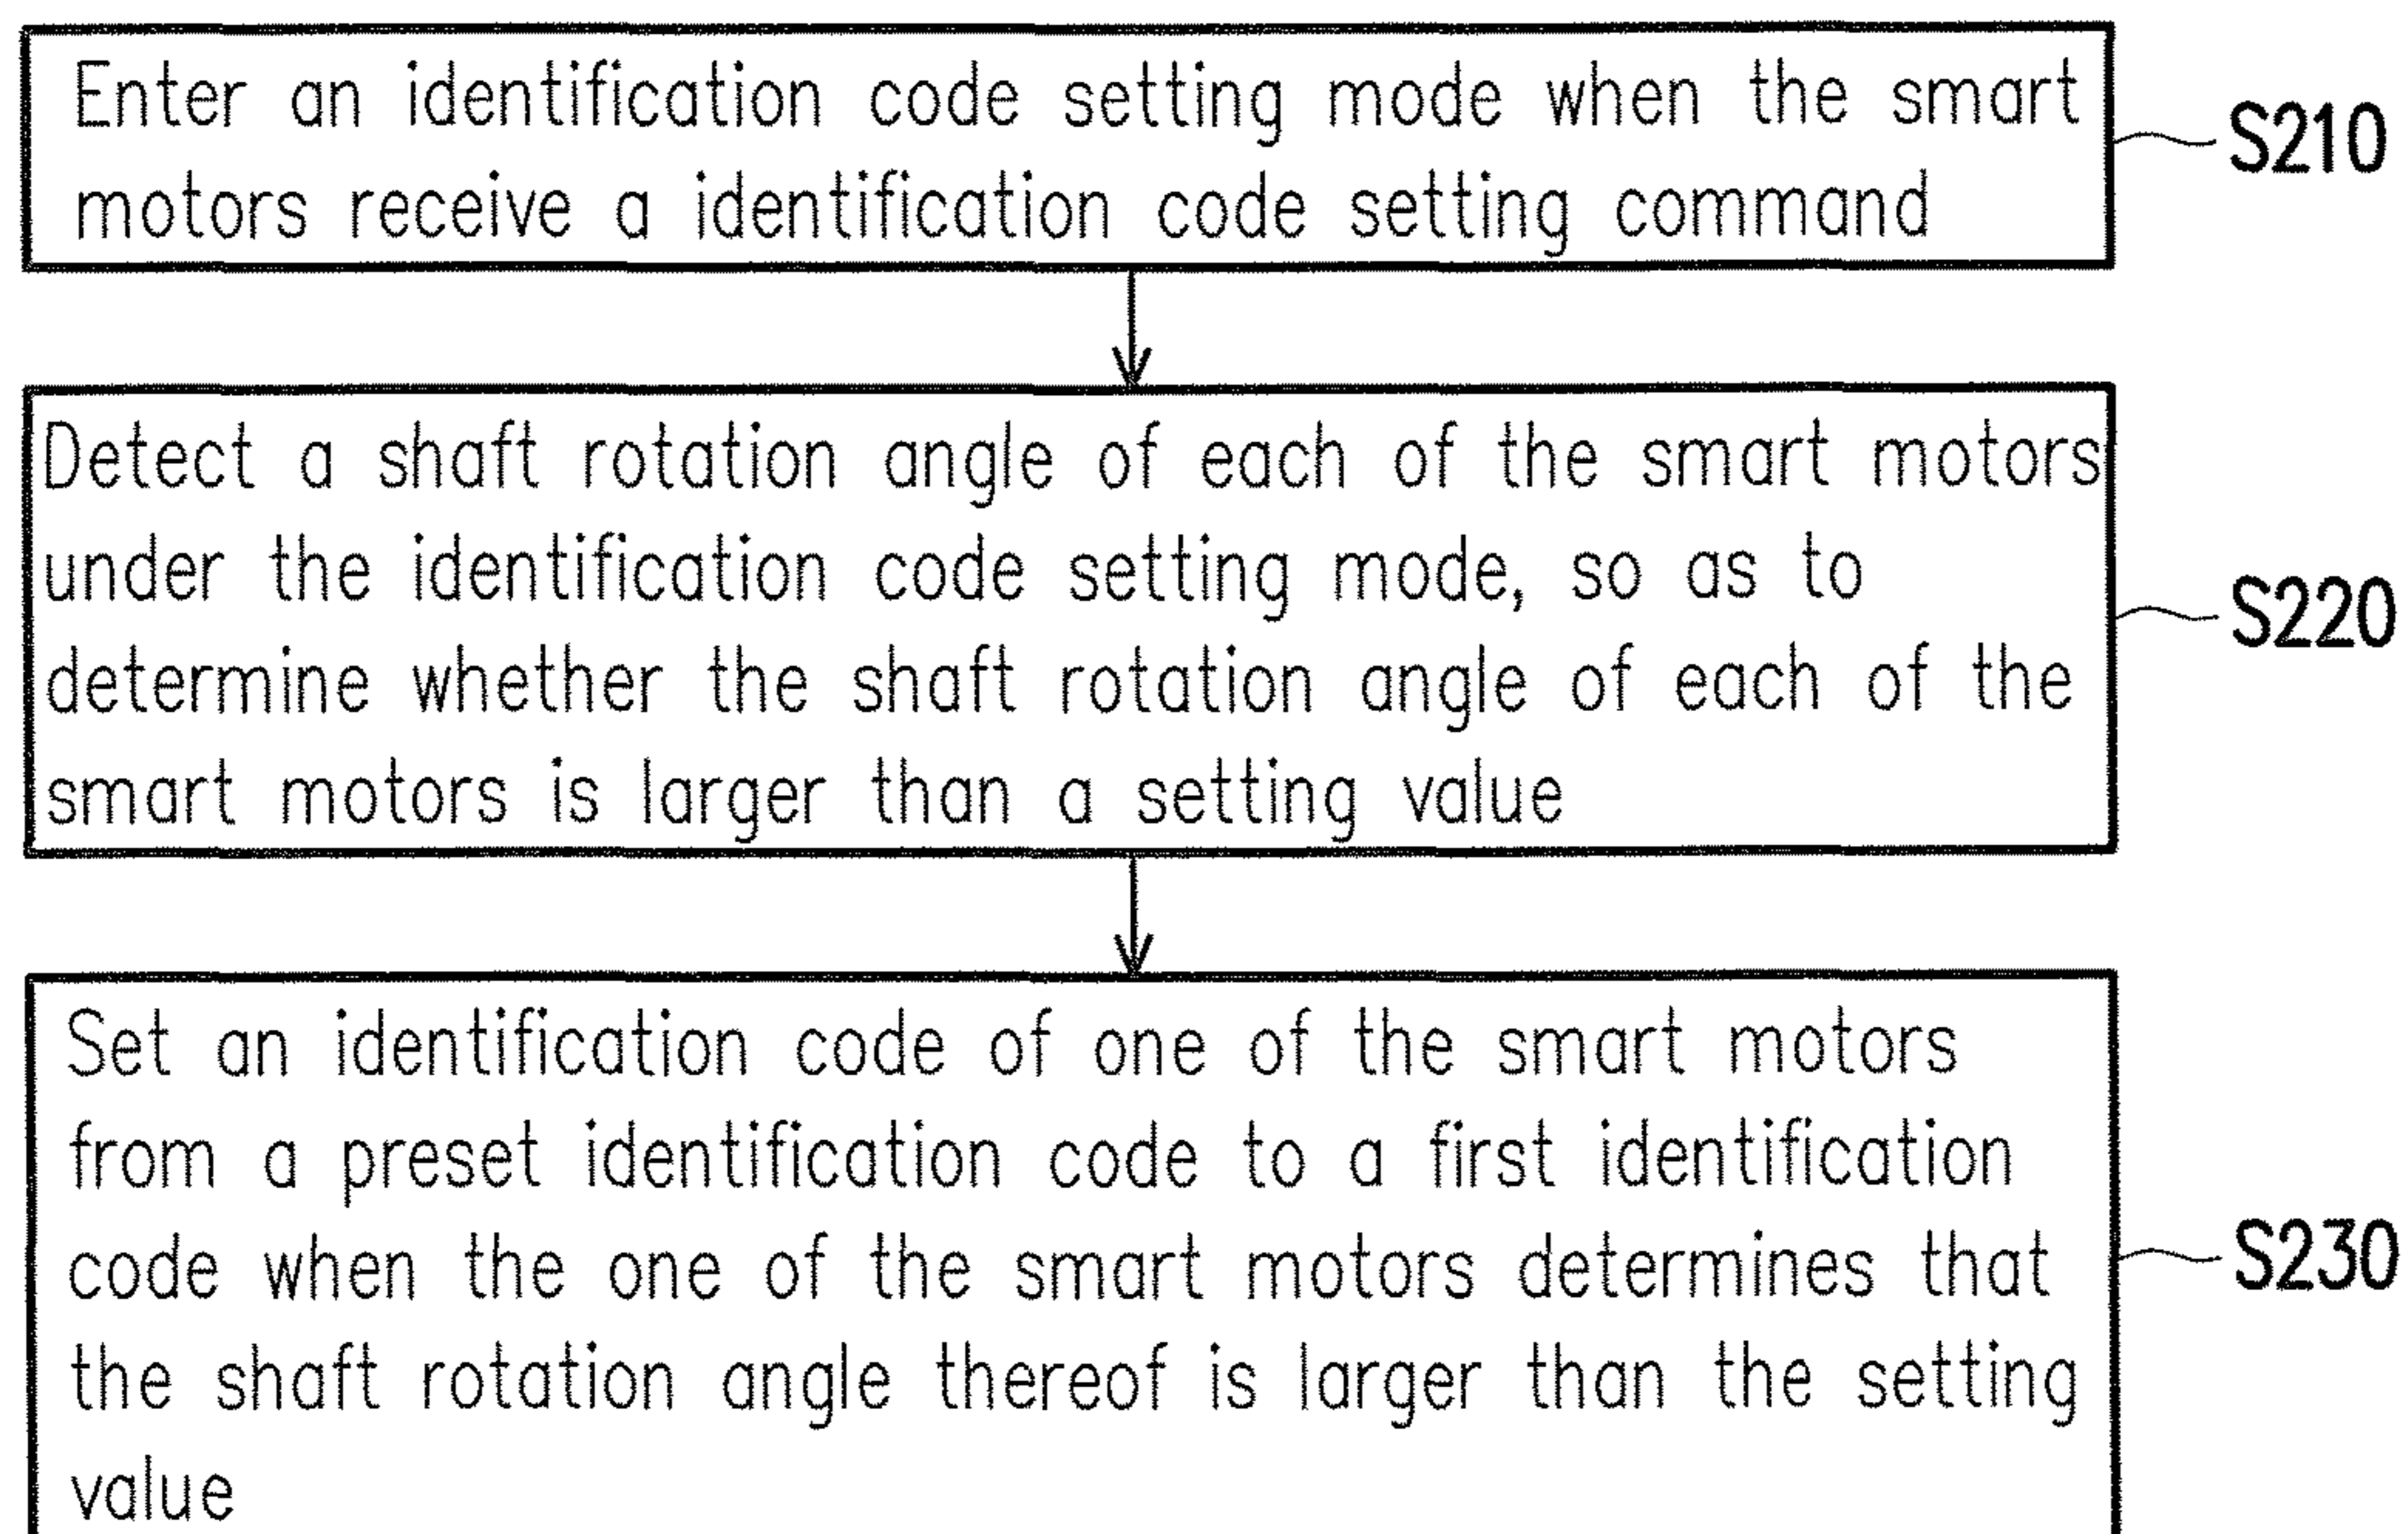 Enter an identification code setting mode when the smart
motors receive a identification code setting command
S210
Detect a shaft rotation angle of each of the smart motors
under the identification code setting mode, so as to
determine whether the shaft rotation angle of each of the
smart motors is larger than a setting value
S220
Set an identification code of one of the smart motors
from a preset identification code to a first identification
code when the one of the smart motors determines that
the shaft rotation angle thereof is larger than the setting
value
S230